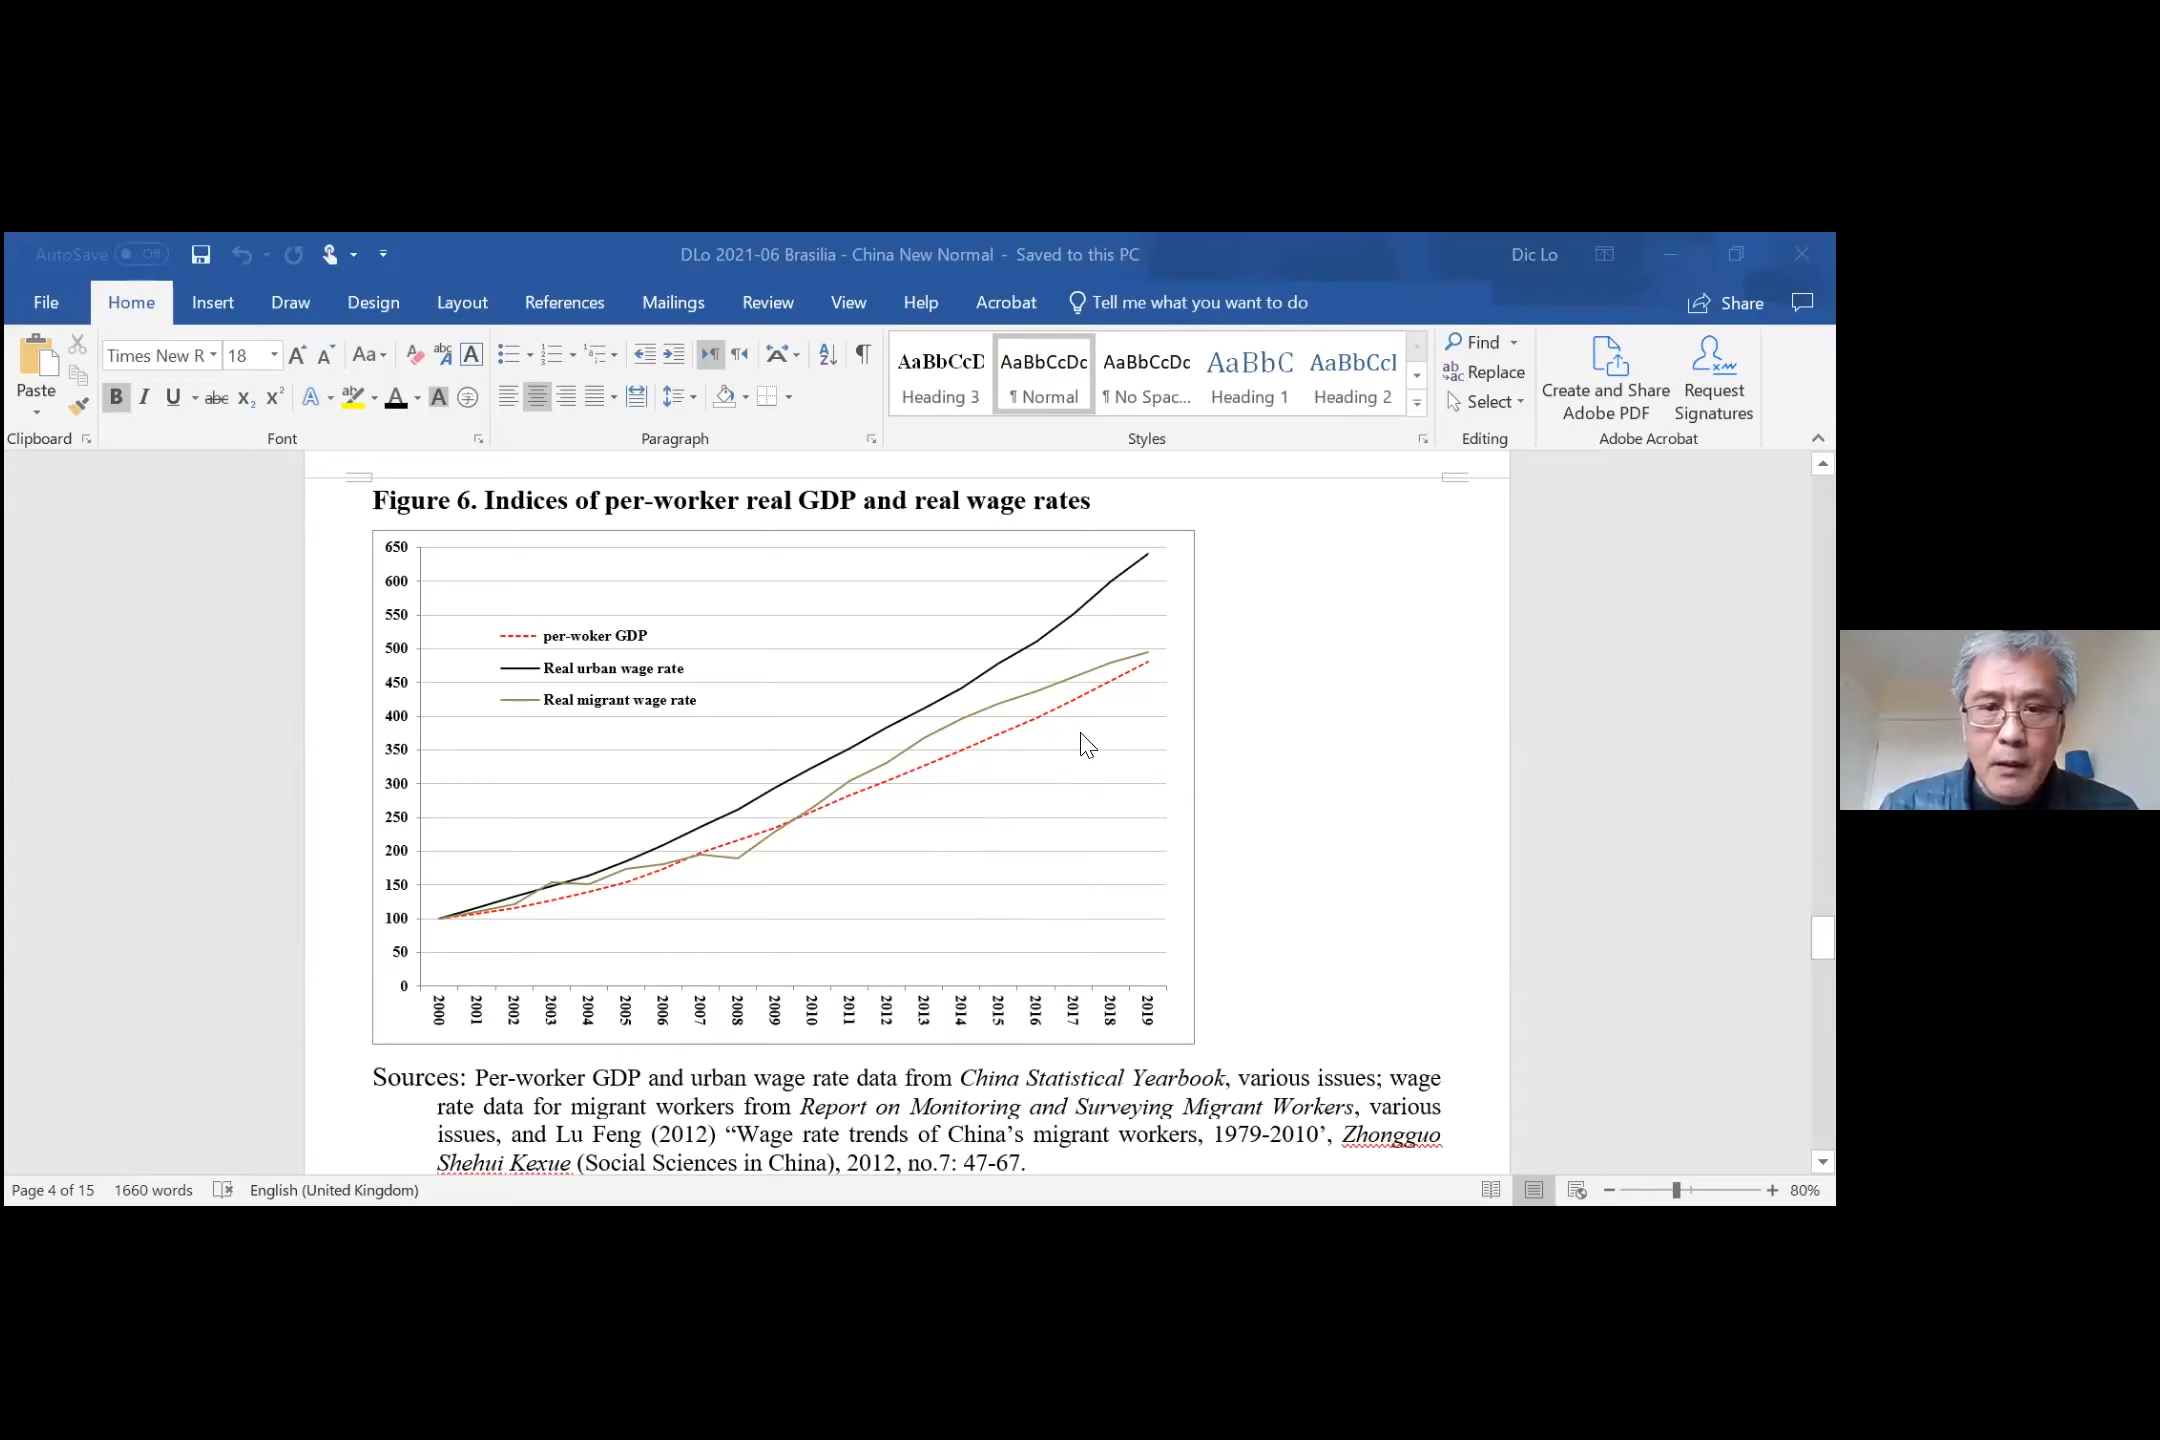 AutoSave Off
DLo 2021-06 Brasilia - China New Normal - Saved to this PC
Dic Lo
File Home Insert Draw Design Layout References Mailings Review View Help Acrobat Tell me what you want to do
Share
Paste
Clipboard
Times New R 18
Aa
B I U abc X2 X2
Font
Paragraph
AaBbCcD AaBbCcDc AaBbCcDc AaBbC AaBbCcI
Heading 3 ¶ Normal ¶ No Spac... Heading 1 Heading 2
Styles
Find
Replace
Select
Editing
Create and Share
Adobe PDF
Request
Signatures
Adobe Acrobat
Figure 6. Indices of per-worker real GDP and real wage rates
650
600
550
500
450
400
350
300
250
200
150
100
50
0
per-woker GDP
Real urban wage rate
Real migrant wage rate
2000 2001 2002 2003 2004 2005 2006 2007 2008 2009 2010 2011 2012 2013 2014 2015 2016 2017 2018 2019
Sources: Per-worker GDP and urban wage rate data from China Statistical Yearbook, various issues; wage
rate data for migrant workers from Report on Monitoring and Surveying Migrant Workers, various
issues, and Lu Feng (2012) “Wage rate trends of China’s migrant workers, 1979-2010’, Zhongguo
Shehui Kexue (Social Sciences in China), 2012, no.7: 47-67.
Page 4 of 15 1660 words English (United Kingdom) 80%